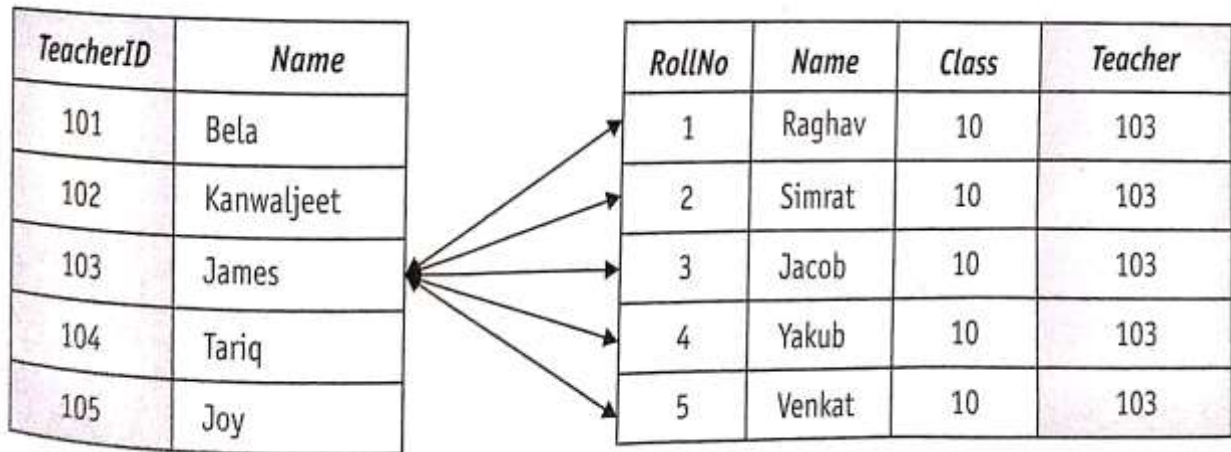 TeacherID Name
101 Bela
102 Kanwaljeet
103 James
104 Tariq
105 Joy
RollNo Name Class Teacher
1 Raghav 10 103
2 Simrat 10 103
3 Jacob 10 103
4 Yakub 10 103
5 Venkat 10 103